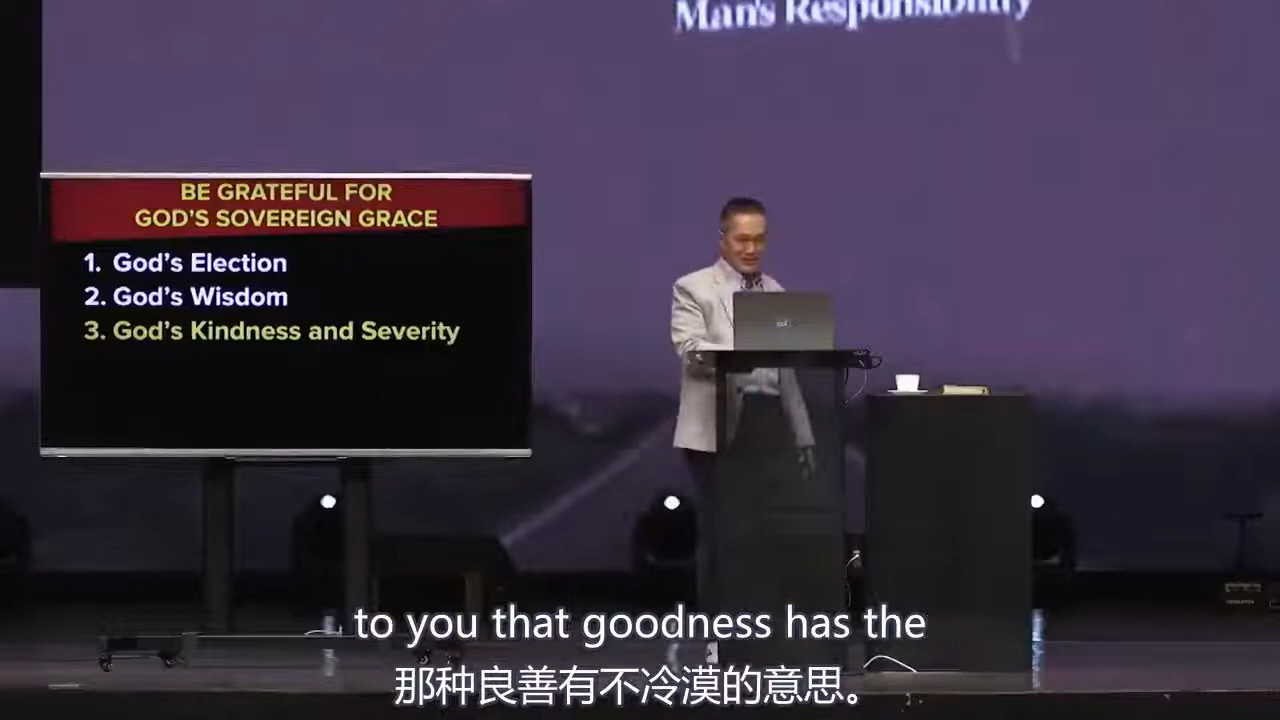 Man's Responsibility
BE GRATEFUL FOR
GOD'S SOVEREIGN GRACE
1. God's Election
2. God's Wisdom
3. God's Kindness and Severity
to you that goodness has the
那种良善有不冷漠的意思。